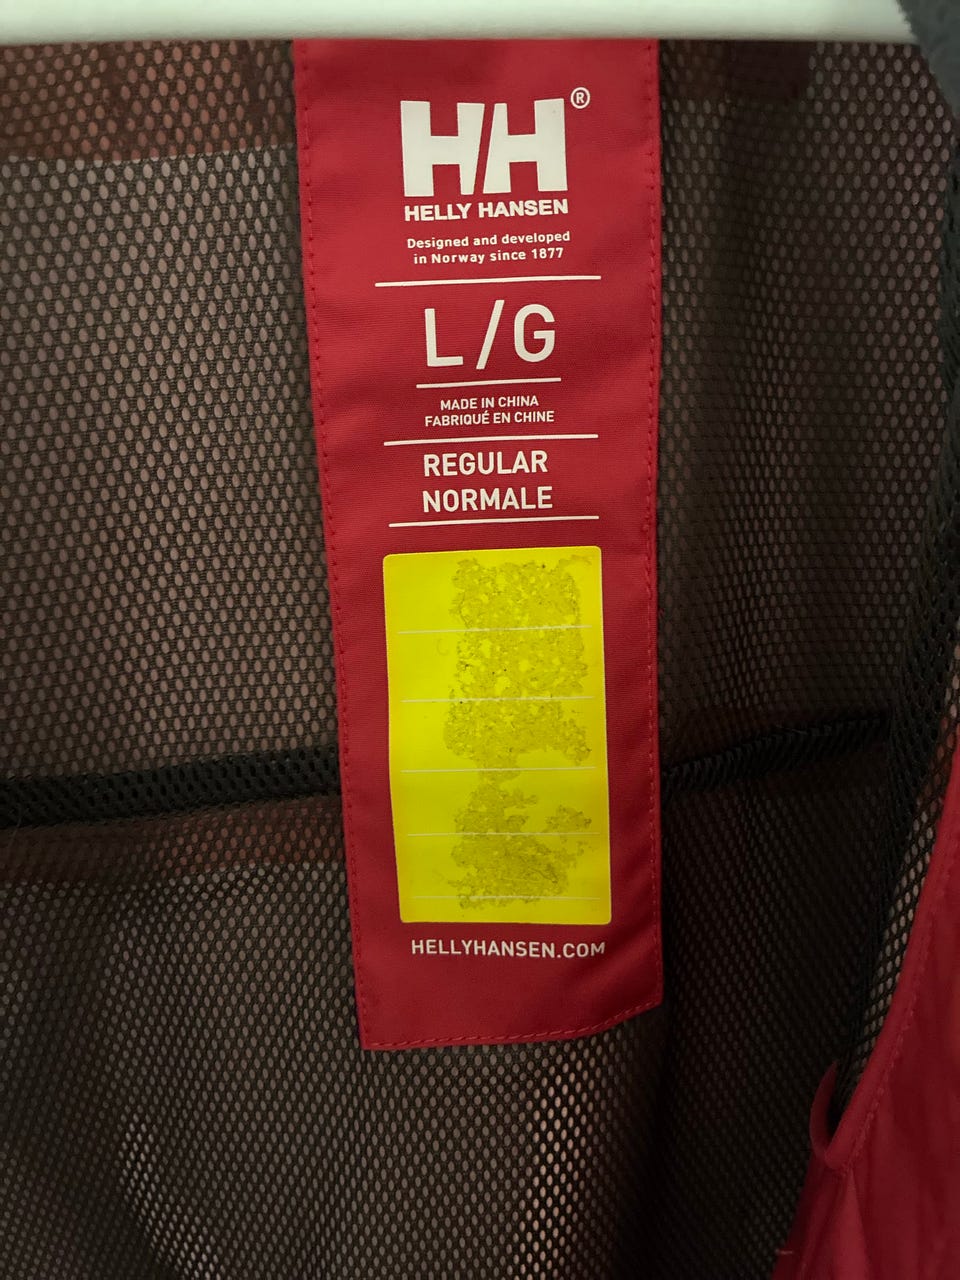 HH®
HELLY HANSEN
Designed and developed
in Norway since 1877
L/G
MADE IN CHINA
FABRIQUÉ EN CHINE
REGULAR
NORMALE
HELLYHANSEN.COM